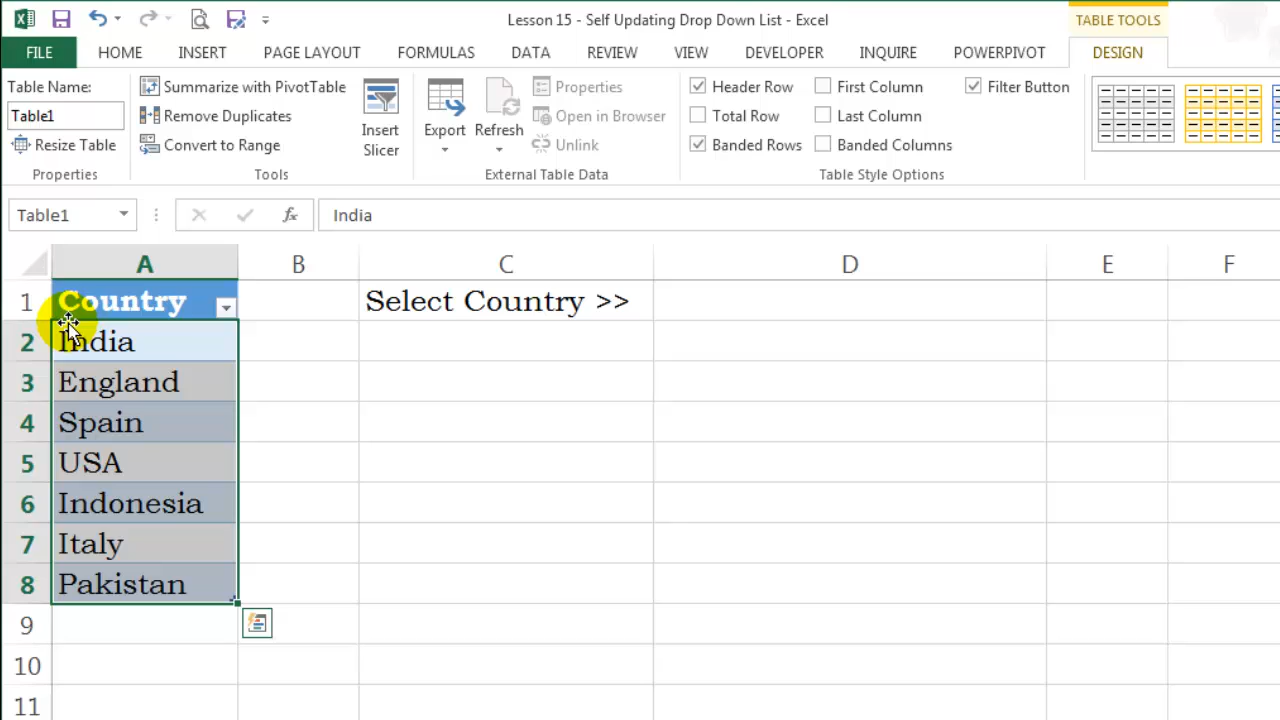 Lesson 15 - Self Updating Drop Down List - Excel
TABLE TOOLS
FILE HOME INSERT PAGE LAYOUT FORMULAS DATA REVIEW VIEW DEVELOPER INQUIRE POWERPIVOT DESIGN
Table Name:
Table1
Resize Table
Properties
Summarize with PivotTable
Remove Duplicates
Convert to Range
Insert
Slicer
Tools
Export
Refresh
Properties
Open in Browser
Unlink
External Table Data
Header Row
Total Row
Banded Rows
First Column
Last Column
Banded Columns
Filter Button
Table Style Options
Table1 fx India
A B C D E F
1 Country Select Country >>
2 India
3 England
4 Spain
5 USA
6 Indonesia
7 Italy
8 Pakistan
9
10
11